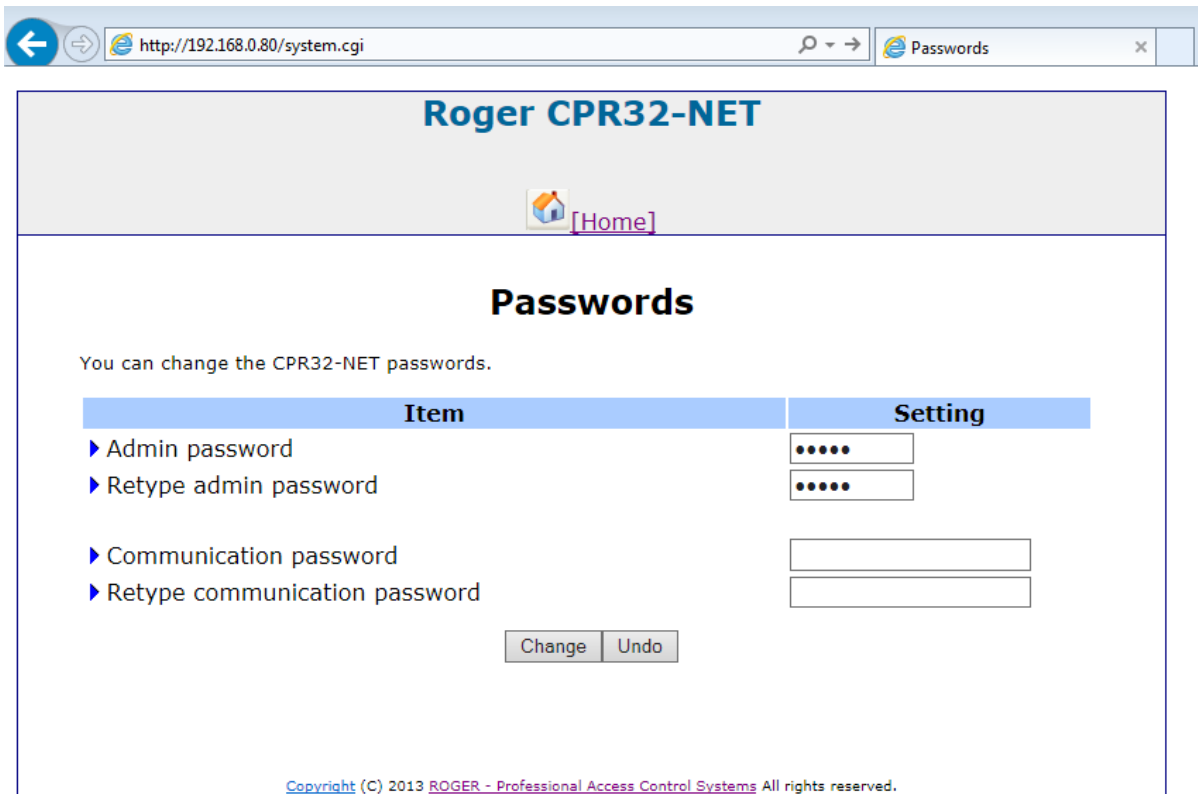 http://192.168.0.80/system.cgi
Passwords
Roger CPR32-NET
[Home]
Passwords
You can change the CPR32-NET passwords.
Item Setting
Admin password •••••
Retype admin password •••••
Communication password
Retype communication password
Change Undo
Copyright (C) 2013 ROGER - Professional Access Control Systems All rights reserved.